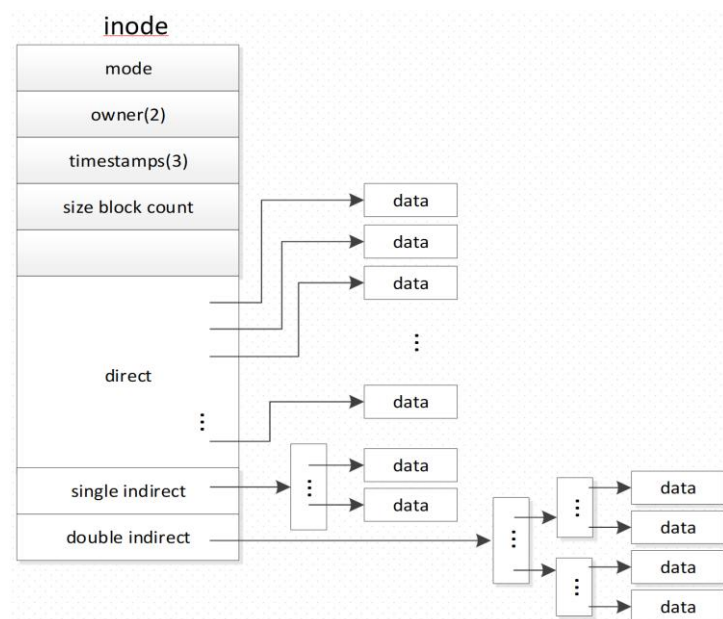 inode
mode
owner(2)
timestamps(3)
size block count
data
data
data
...
direct
...
data
single indirect
...
data
data
double indirect
...
...
data
data
...
data
data